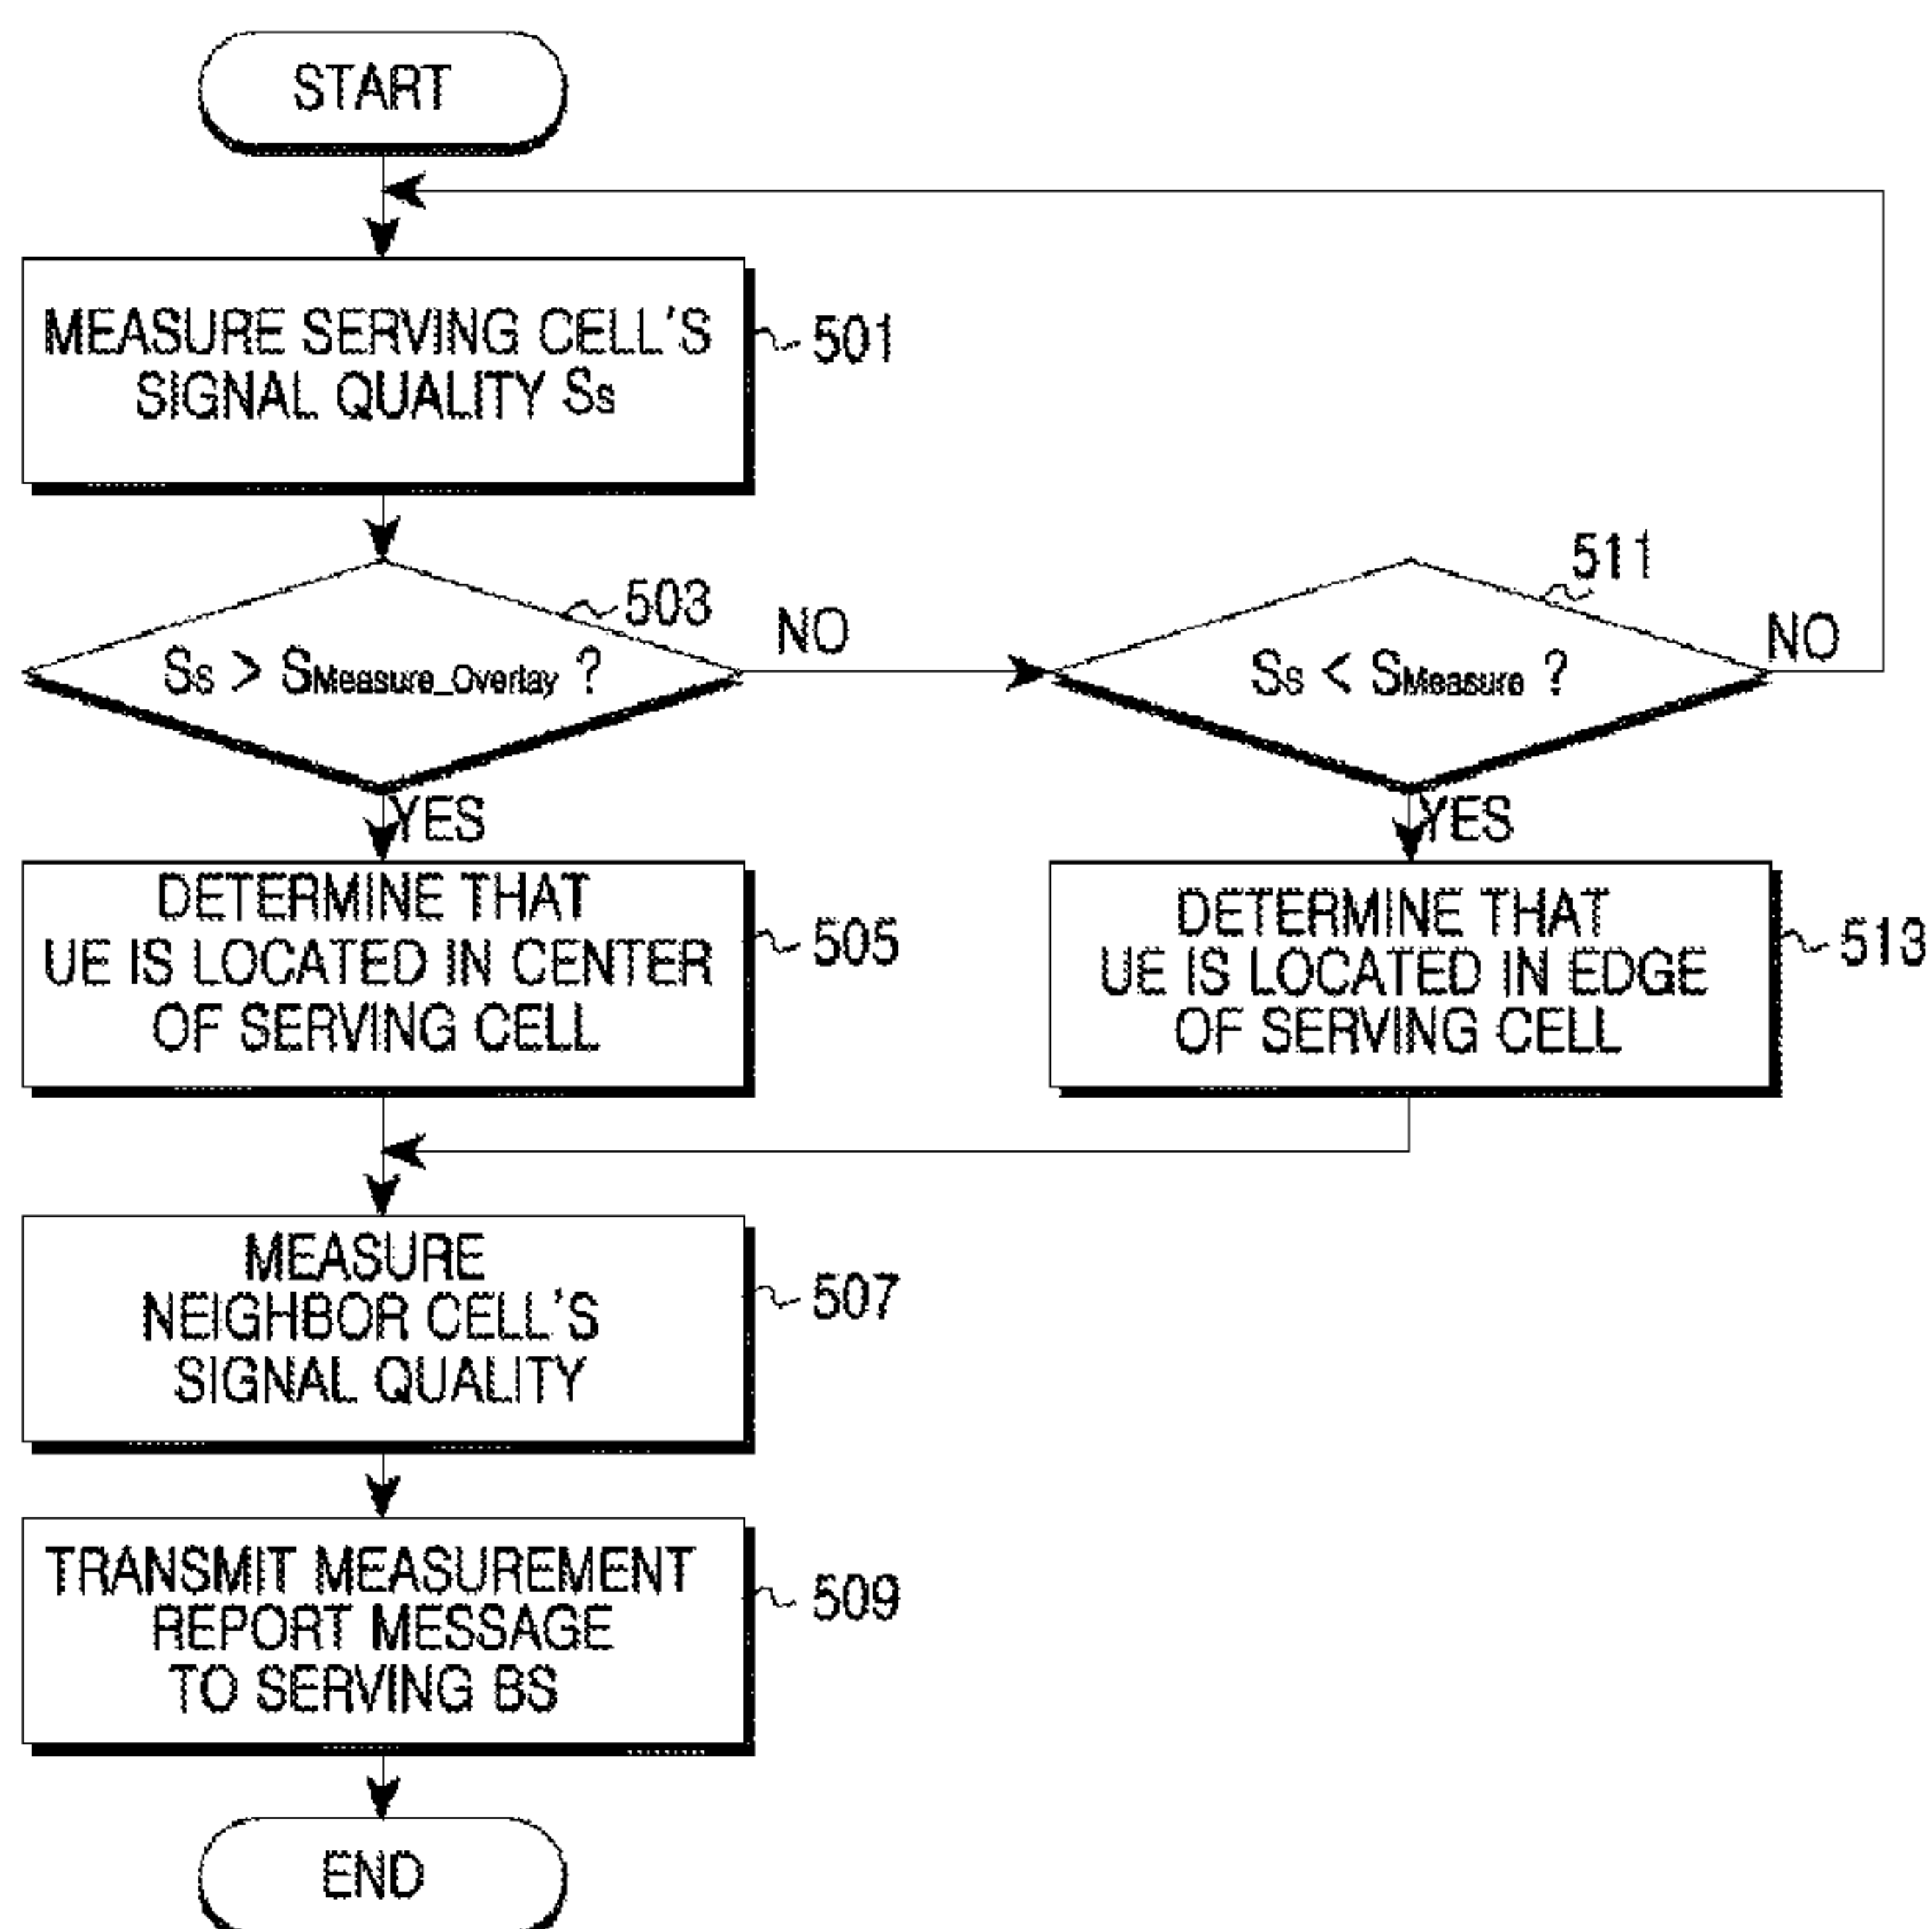 START
MEASURE SERVING CELL'S
SIGNAL QUALITY Ss
501
503
Ss > SMeasure_Overlay ?
NO
511
Ss < SMeasure ?
NO
YES
YES
DETERMINE THAT
UE IS LOCATED IN CENTER
OF SERVING CELL
505
DETERMINE THAT
UE IS LOCATED IN EDGE
OF SERVING CELL
513
MEASURE
NEIGHBOR CELL'S
SIGNAL QUALITY
507
TRANSMIT MEASUREMENT
REPORT MESSAGE
TO SERVING BS
509
END